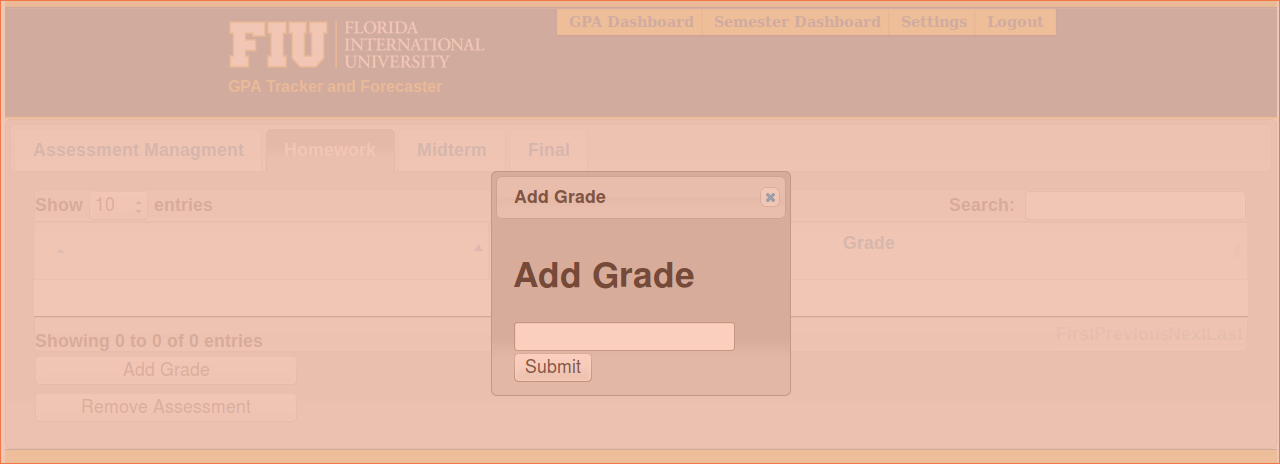 GPA Dashboard Semester Dashboard Settings Logout
FIU FLORIDA
INTERNATIONAL
UNIVERSITY
GPA Tracker and Forecaster
Assessment Managment Homework Midterm Final
Add Grade
Show 10 entries
Search:
Grade
Add Grade
Showing 0 to 0 of 0 entries
FirstPreviousNextLast
Submit
Add Grade
Remove Assessment